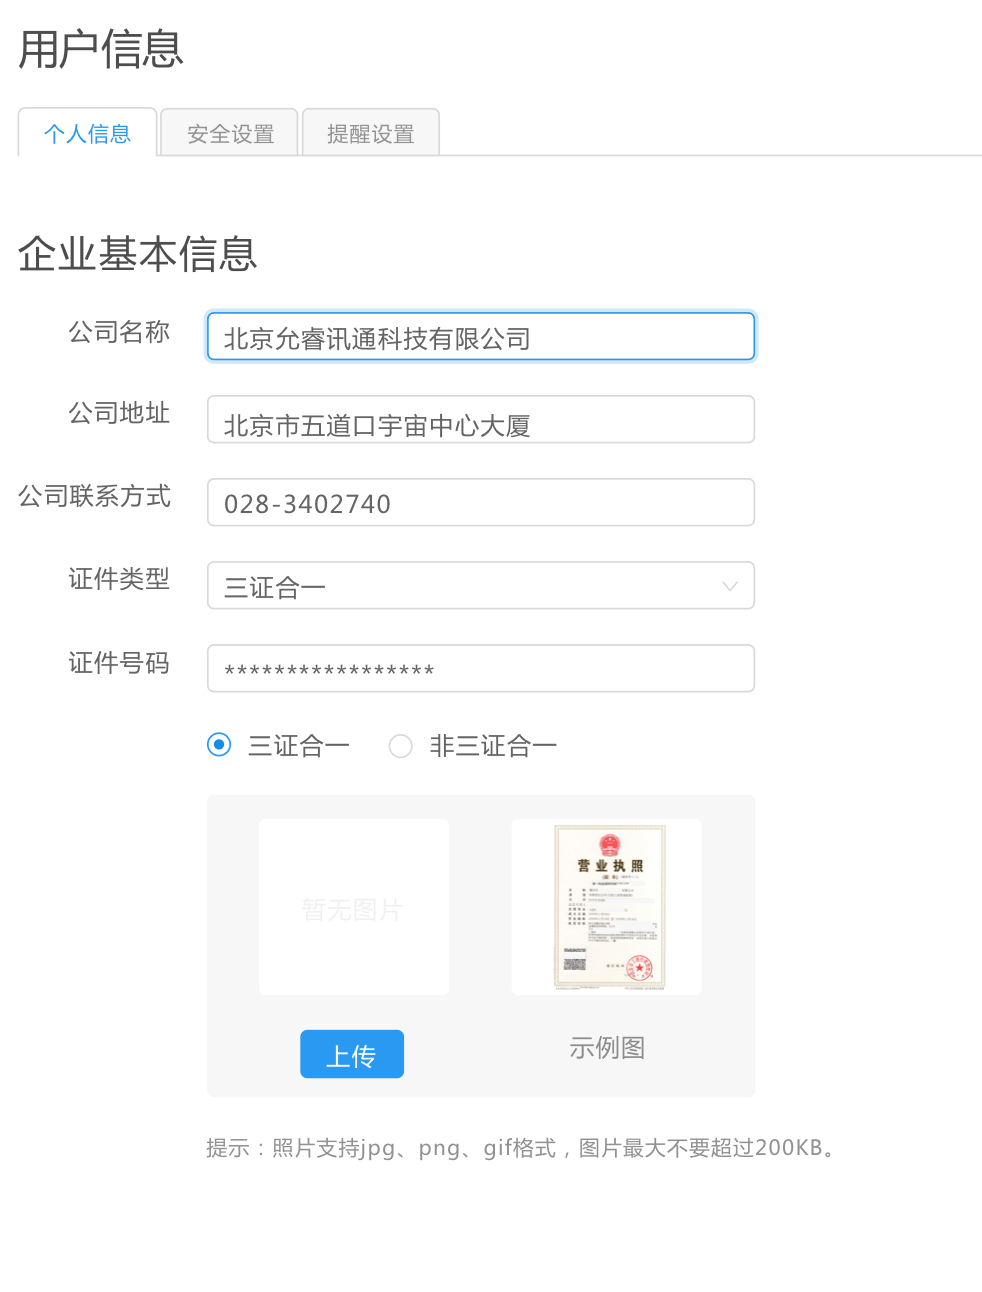 用户信息
个人信息 安全设置 提醒设置
企业基本信息
公司名称 北京允睿讯通科技有限公司
公司地址 北京市五道口宇宙中心大厦
公司联系方式 028-3402740
证件类型 三证合一
证件号码 *****************
三证合一 非三证合一
暂无图片
营业执照
上传 示例图
提示：照片支持jpg、png、gif格式，图片最大不要超过200KB。